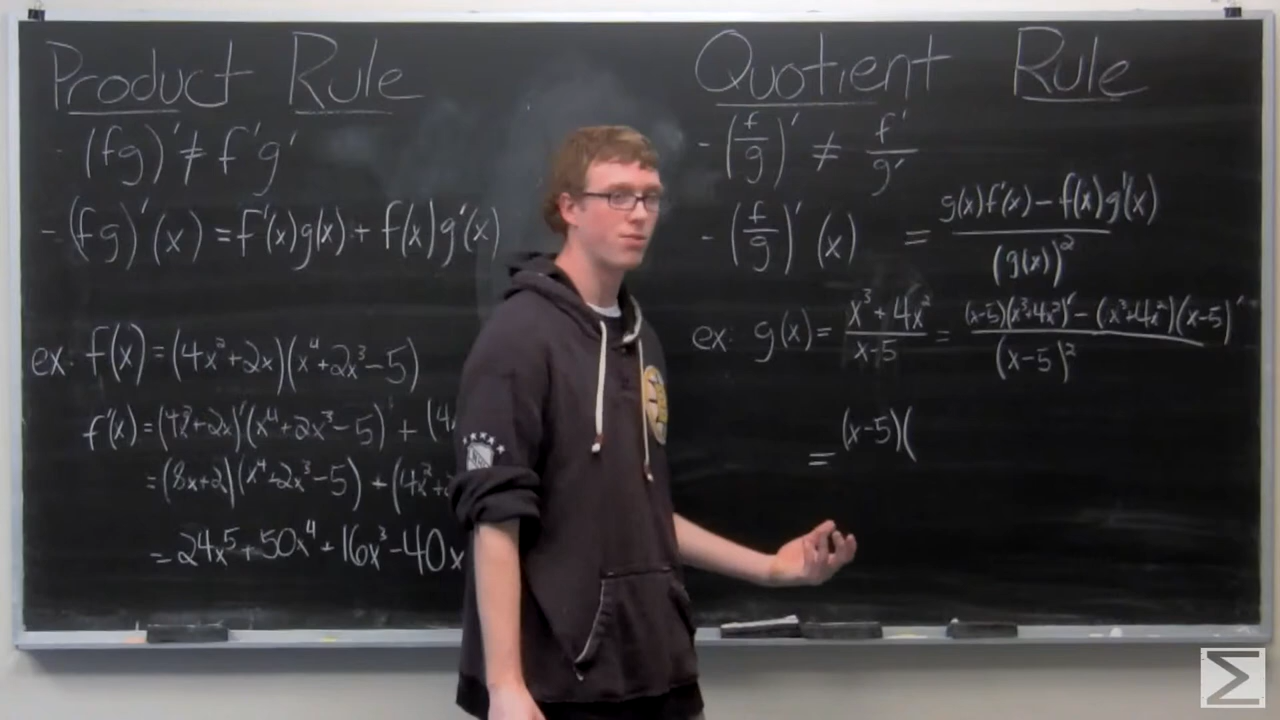 Product Rule
- (fg)' ≠ f'g'
- (fg)'(x) = f'(x)g(x) + f(x)g'(x)
ex: f(x) = (4x²+2x)(x⁴+2x³-5)
f'(x) = (4x²+2x)'(x⁴+2x³-5)' + (4x
= (8x+2)(x⁴+2x³-5) + (4x²+2
= 24x⁵+50x⁴+16x³-40x
Quotient Rule
- (f/g)' ≠ f'/g'
- (f/g)'(x) = g(x)f'(x) - f(x)g'(x) / (g(x))²
ex: g(x) = x³+4x² / x-5 = (x-5)(x³+4x²)' - (x³+4x²)(x-5)' / (x-5)²
= (x-5)(
Σ